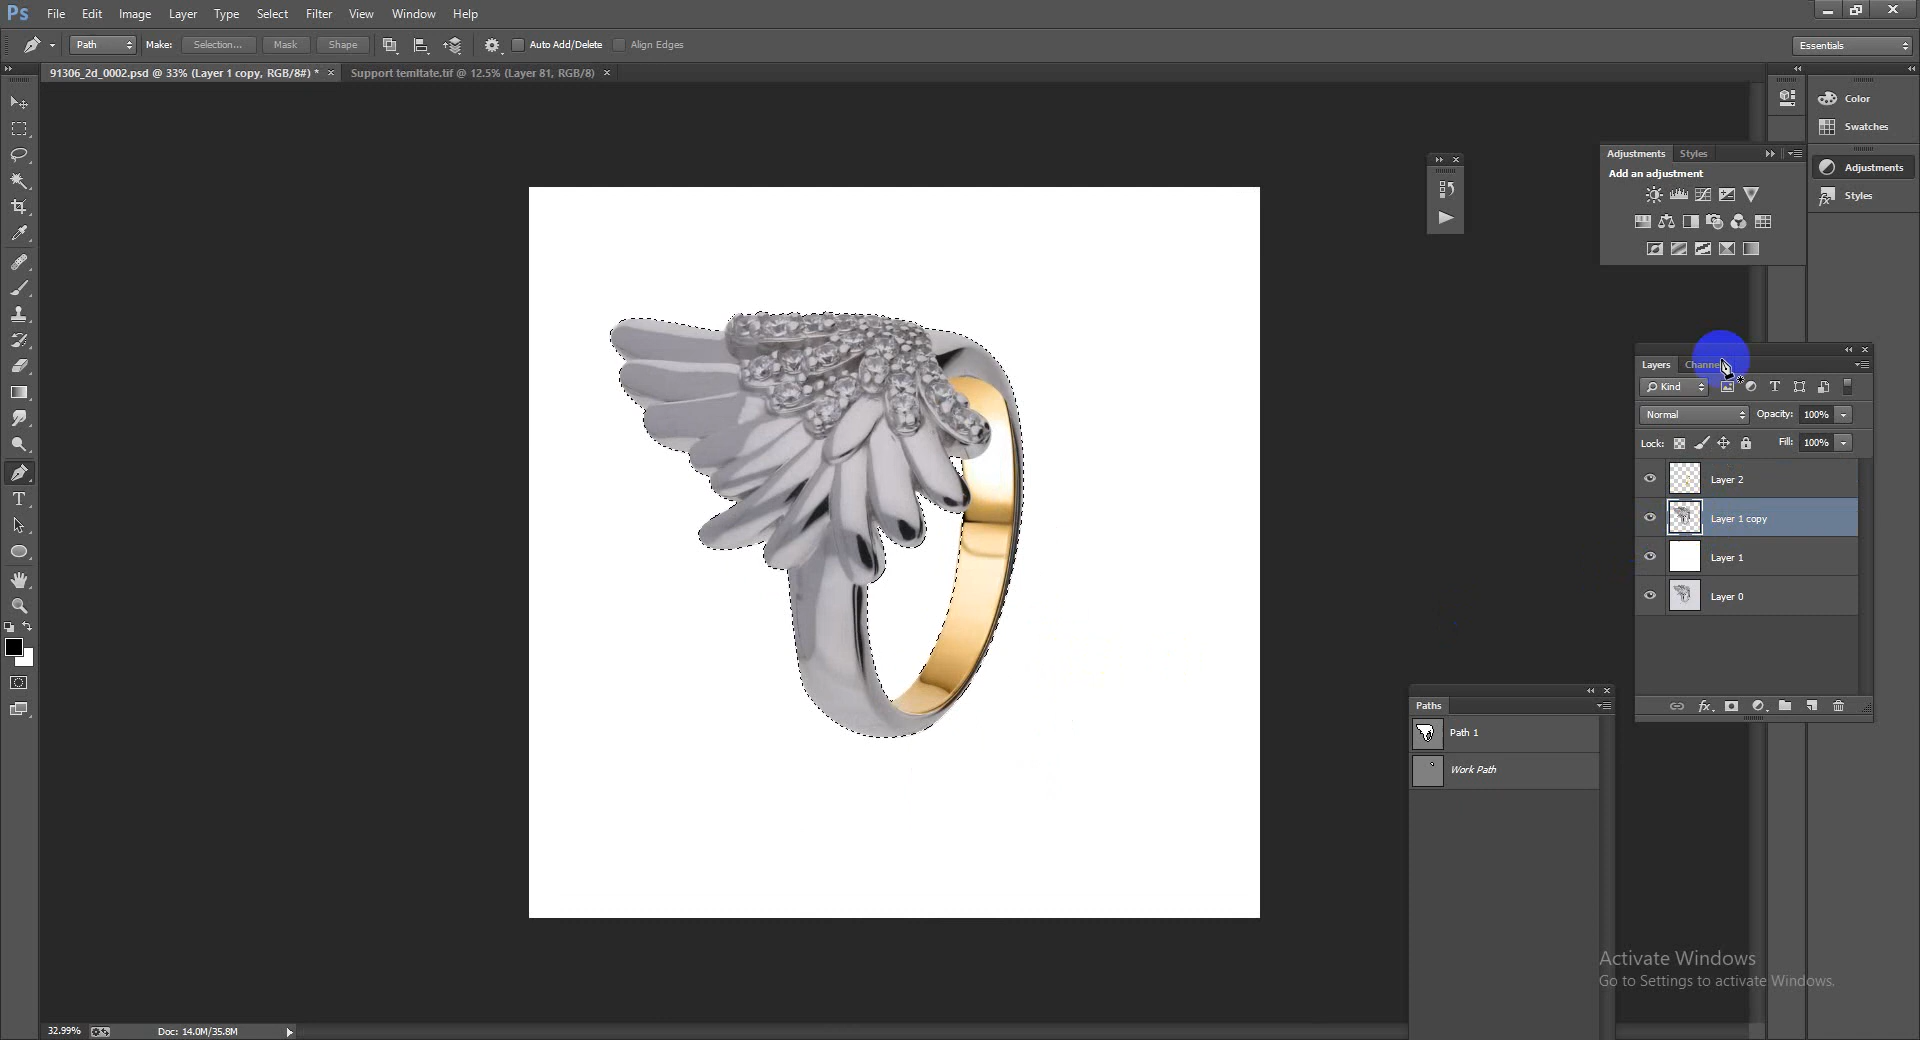 Ps File Edit Image Layer Type Select Filter View Window Help
Path Make: Selection... Mask Shape Auto Add/Delete Align Edges Essentials
91306_2d_0002.psd @ 33% (Layer 1 copy, RGB/8#) * × Support temltate.tif @ 12.5% (Layer 81, RGB/8) ×
Color
Swatches
Adjustments Styles
Add an adjustment
Adjustments
Styles
Layers
Kind
Normal Opacity: 100%
Lock: Fill: 100%
Layer 2
Layer 1 copy
Layer 1
Layer 0
fx
Paths
Path 1
Work Path
T
Activate Windows
Go to Settings to activate Windows.
32.99% Doc: 14.0M/35.8M